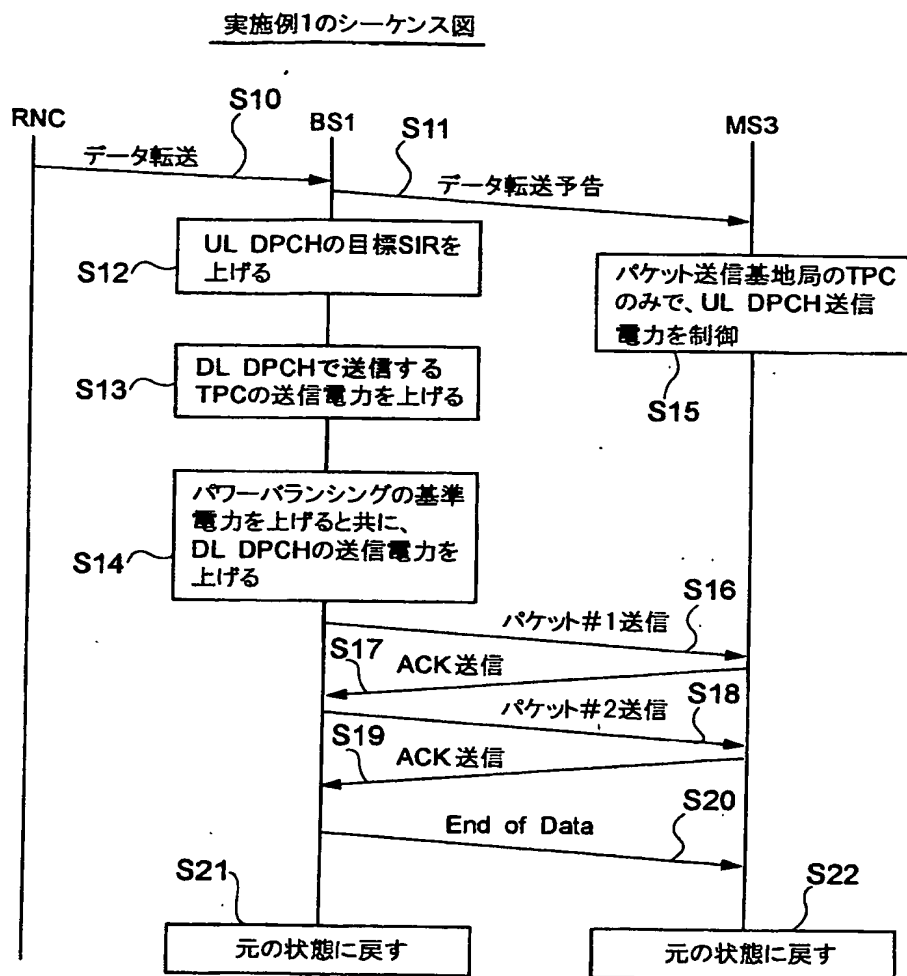 実施例1のシーケンス図
RNC
S10
BS1
S11
MS3
データ転送
データ転送予告
S12
UL DPCHの目標SIRを
上げる
パケット送信基地局のTPC
のみで、UL DPCH送信
電力を制御
S15
S13
DL DPCHで送信する
TPCの送信電力を上げる
S14
パワーバランシングの基準
電力を上げると共に、
DL DPCHの送信電力を
上げる
S16
パケット#1送信
S17
ACK送信
S18
パケット#2送信
S19
ACK送信
S20
End of Data
S21
元の状態に戻す
S22
元の状態に戻す